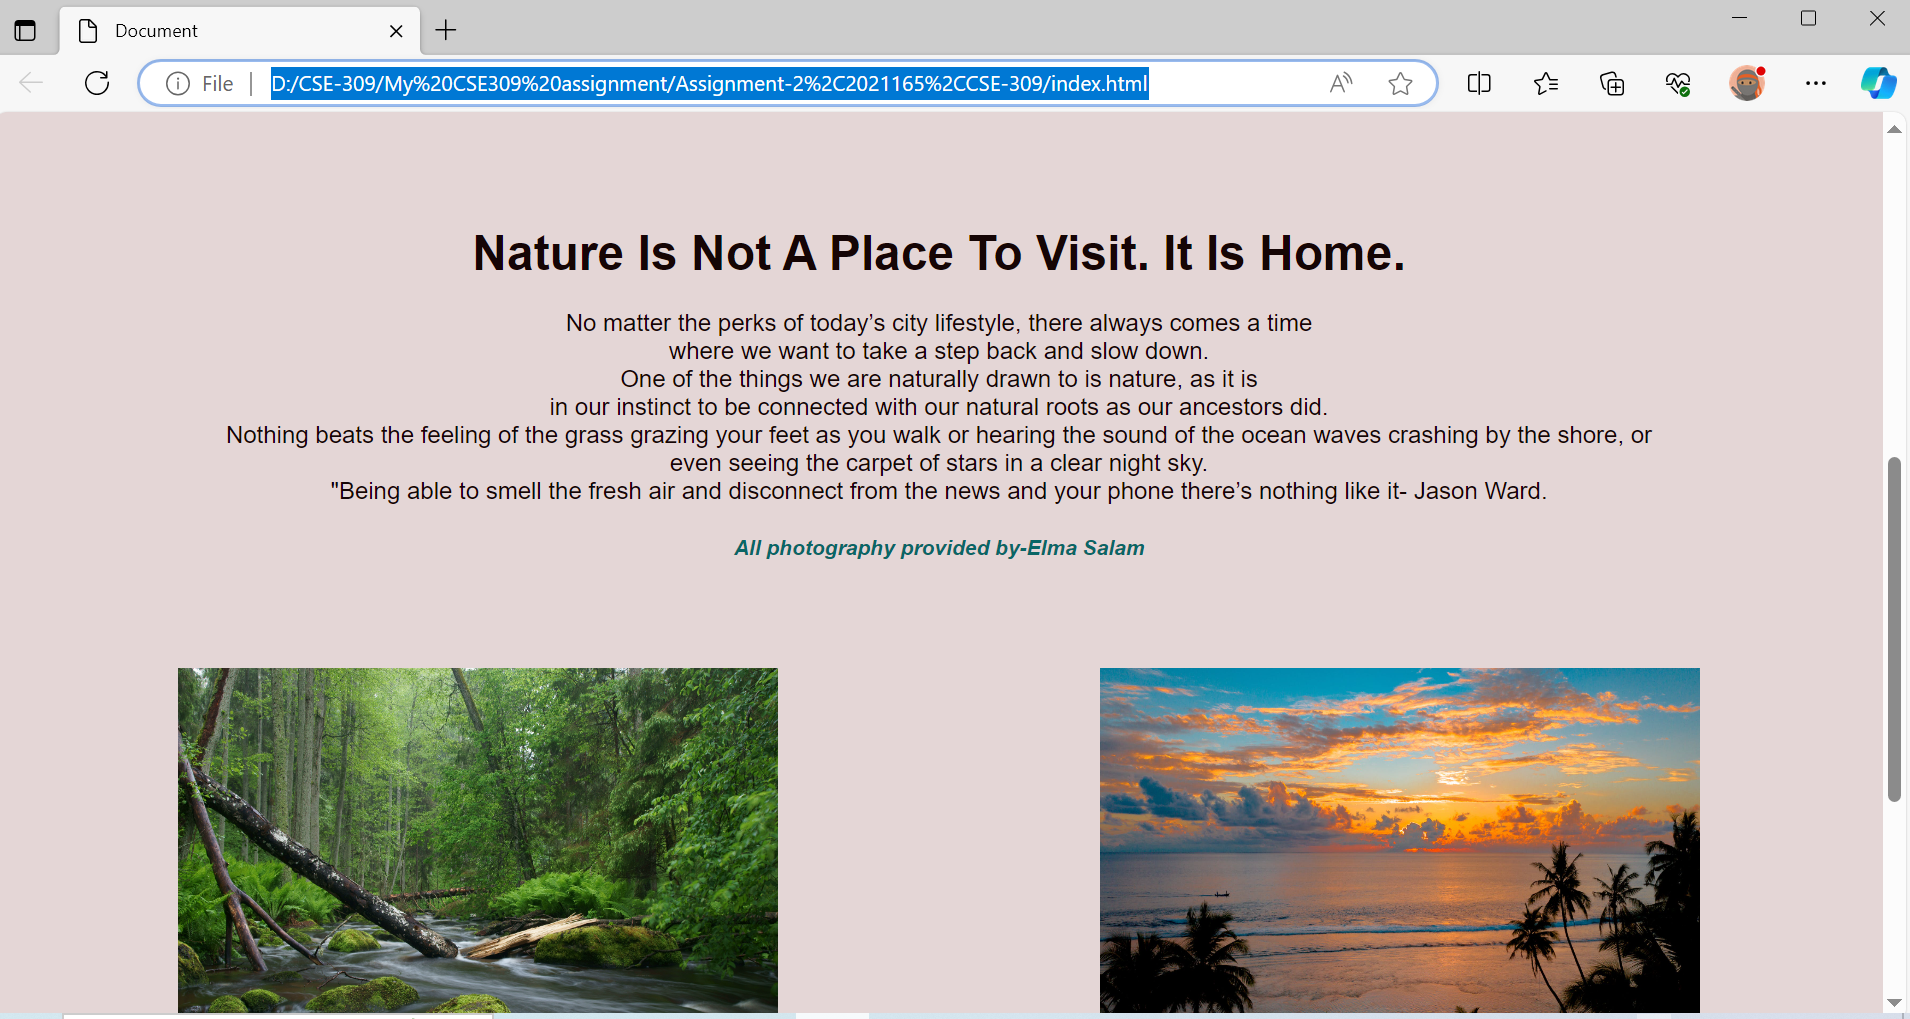 Document
File
D:/CSE-309/My%20CSE309%20assignment/Assignment-2%2C2021165%2CCSE-309/index.html
Nature Is Not A Place To Visit. It Is Home.
No matter the perks of today’s city lifestyle, there always comes a time
where we want to take a step back and slow down.
One of the things we are naturally drawn to is nature, as it is
in our instinct to be connected with our natural roots as our ancestors did.
Nothing beats the feeling of the grass grazing your feet as you walk or hearing the sound of the ocean waves crashing by the shore, or
even seeing the carpet of stars in a clear night sky.
"Being able to smell the fresh air and disconnect from the news and your phone there’s nothing like it- Jason Ward.
All photography provided by-Elma Salam